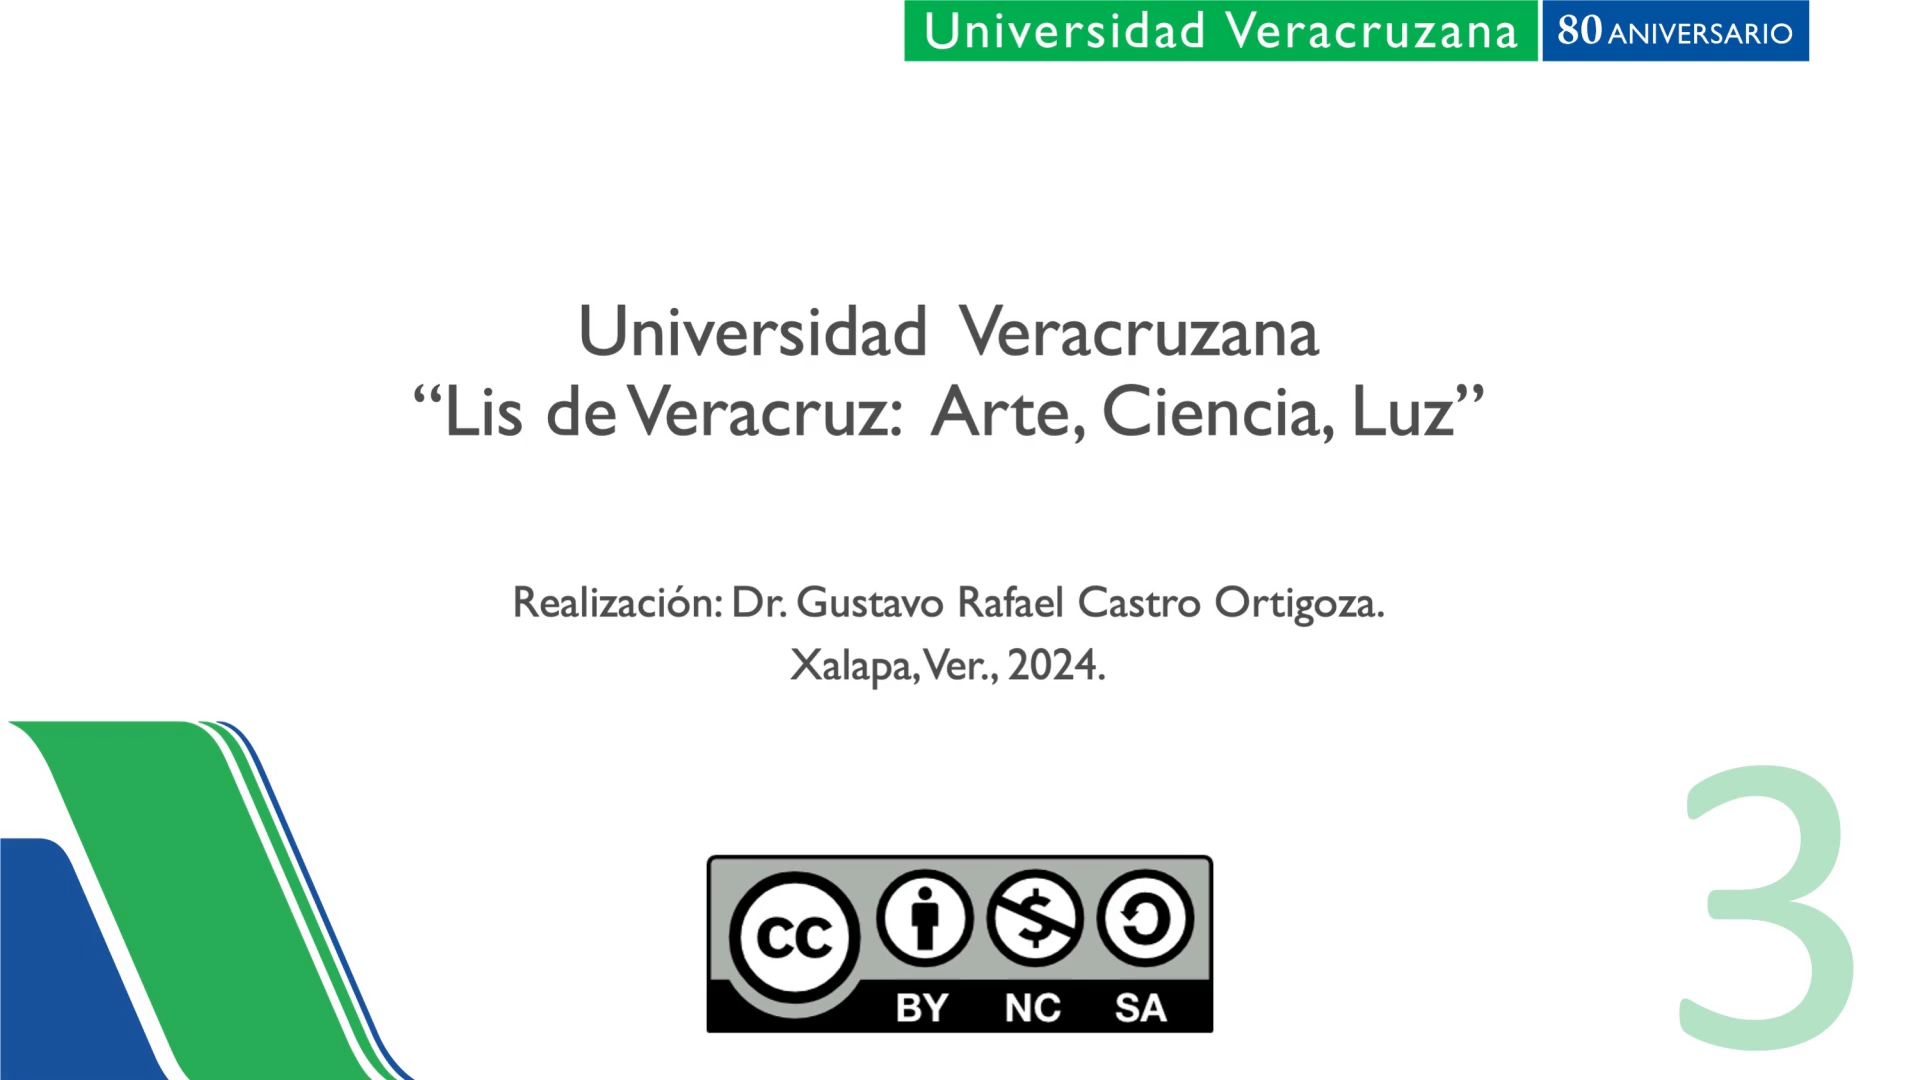 Universidad Veracruzana 80 ANIVERSARIO
Universidad Veracruzana
“Lis de Veracruz: Arte, Ciencia, Luz”
Realización: Dr. Gustavo Rafael Castro Ortigoza.
Xalapa, Ver., 2024.
cc $
BY NC SA
3